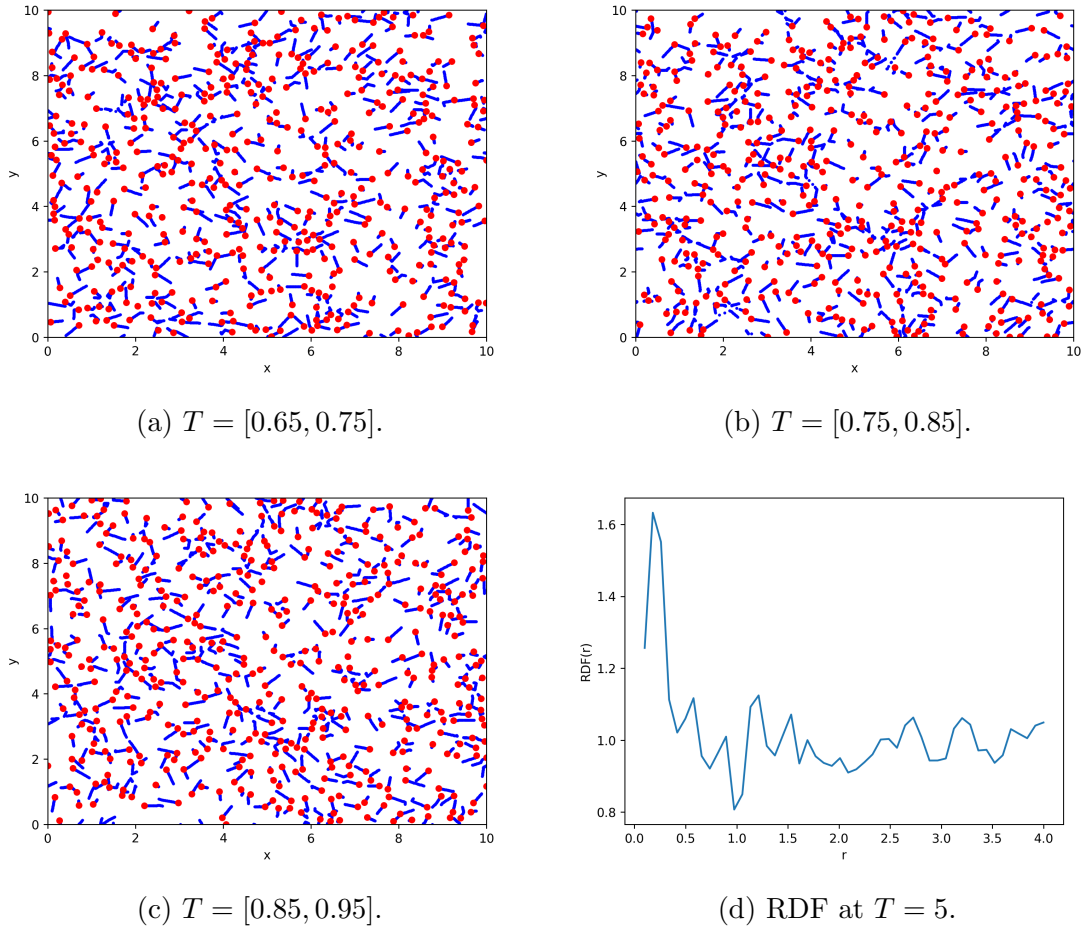 10
8
6
4
2
0
y
0 2 4 6 8 10
x
(a) T = [0.65, 0.75].
10
8
6
4
2
0
y
0 2 4 6 8 10
x
(b) T = [0.75, 0.85].
10
8
6
4
2
0
y
0 2 4 6 8 10
x
(c) T = [0.85, 0.95].
1.6
1.4
1.2
1.0
0.8
RDF(r)
0.0 0.5 1.0 1.5 2.0 2.5 3.0 3.5 4.0
r
(d) RDF at T = 5.